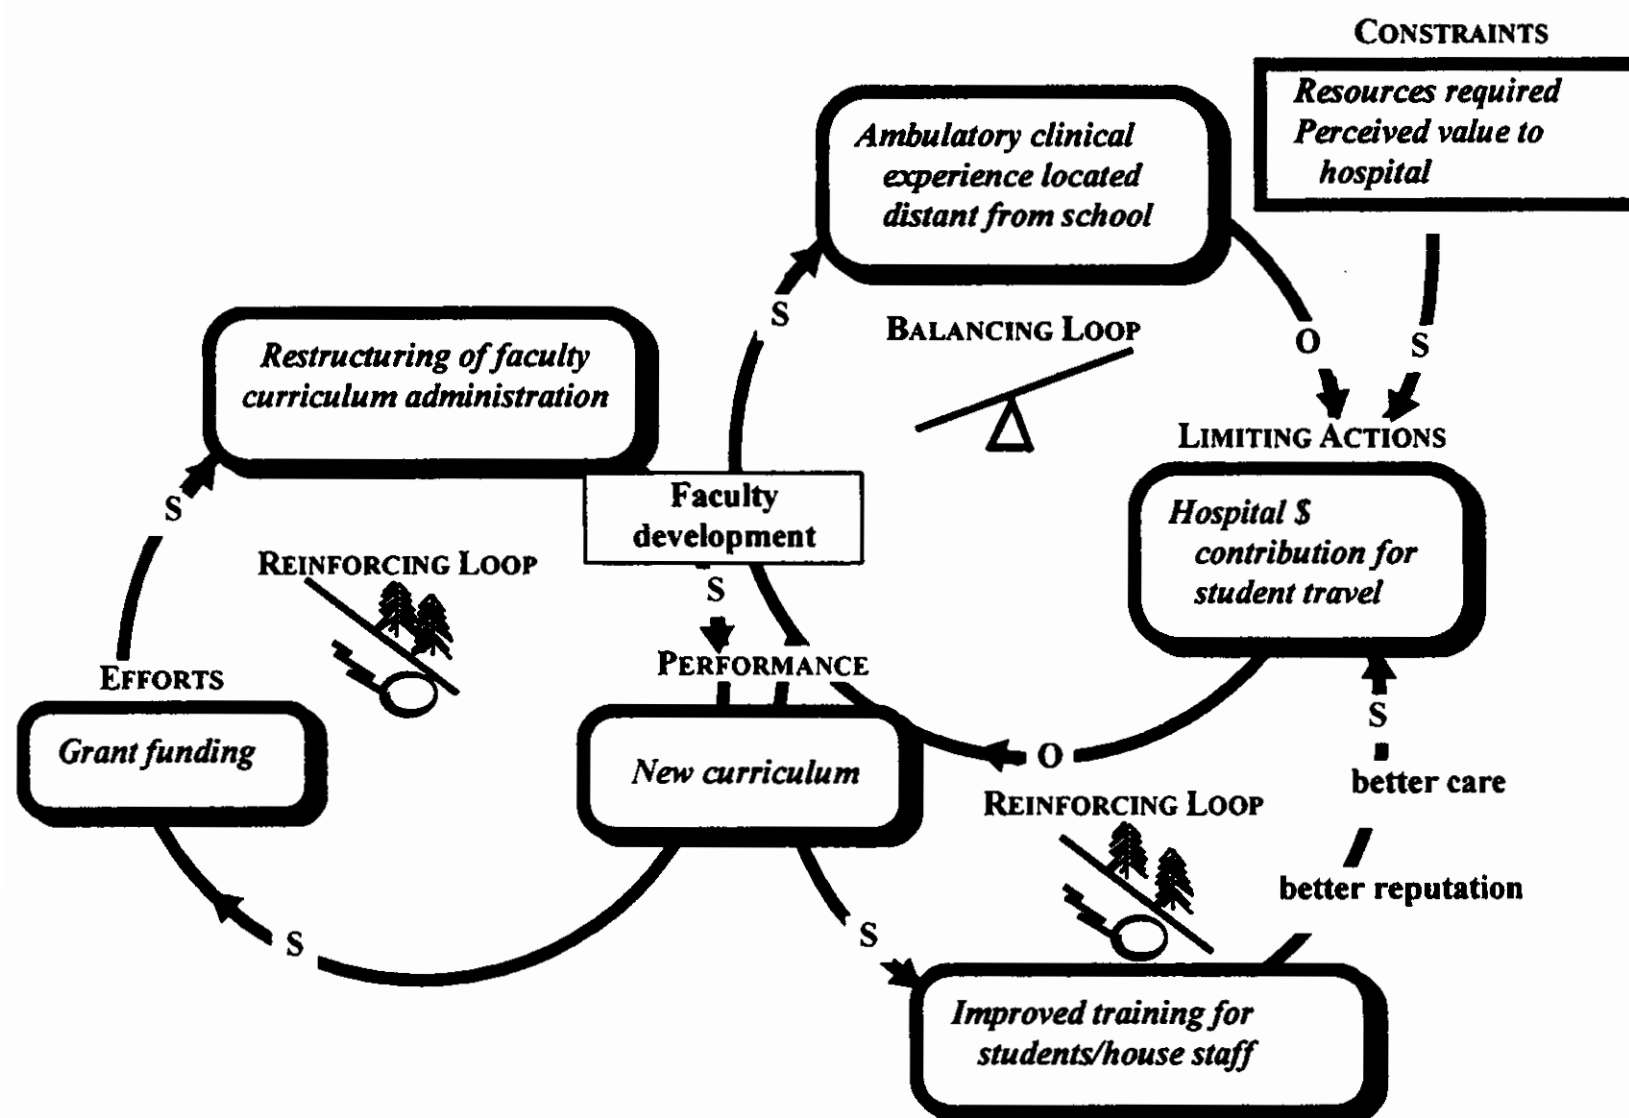 CONSTRAINTS
Resources required
Perceived value to
hospital
Ambulatory clinical
experience located
distant from school
S
BALANCING LOOP
O
S
Restructuring of faculty
curriculum administration
LIMITING ACTIONS
Faculty
development
Hospital $
contribution for
student travel
S
REINFORCING LOOP
S
PERFORMANCE
EFFORTS
Grant funding
New curriculum
S
O
better care
REINFORCING LOOP
better reputation
S
S
Improved training for
students/house staff